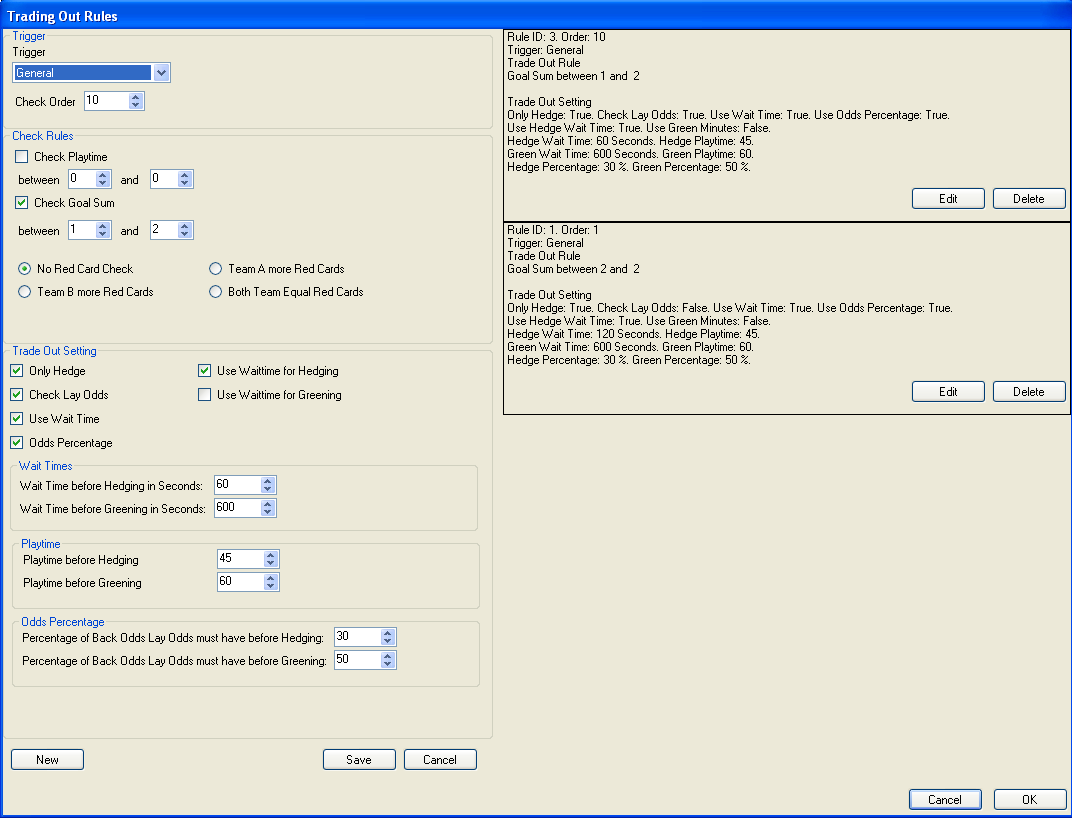 Trading Out Rules
Trigger
Trigger
General
Check Order 10
Check Rules
Check Playtime
between 0 and 0
Check Goal Sum
between 1 and 2
No Red Card Check Team A more Red Cards
Team B more Red Cards Both Team Equal Red Cards
Trade Out Setting
Only Hedge Use Waittime for Hedging
Check Lay Odds Use Waittime for Greening
Use Wait Time
Odds Percentage
Wait Times
Wait Time before Hedging in Seconds: 60
Wait Time before Greening in Seconds: 600
Playtime
Playtime before Hedging 45
Playtime before Greening 60
Odds Percentage
Percentage of Back Odds Lay Odds must have before Hedging: 30
Percentage of Back Odds Lay Odds must have before Greening: 50
New Save Cancel
Rule ID: 3. Order: 10
Trigger: General
Trade Out Rule
Goal Sum between 1 and 2
Trade Out Setting
Only Hedge: True. Check Lay Odds: True. Use Wait Time: True. Use Odds Percentage: True.
Use Hedge Wait Time: True. Use Green Minutes: False.
Hedge Wait Time: 60 Seconds. Hedge Playtime: 45.
Green Wait Time: 600 Seconds. Green Playtime: 60.
Hedge Percentage: 30 %. Green Percentage: 50 %.
Edit Delete
Rule ID: 1. Order: 1
Trigger: General
Trade Out Rule
Goal Sum between 2 and 2
Trade Out Setting
Only Hedge: True. Check Lay Odds: False. Use Wait Time: True. Use Odds Percentage: True.
Use Hedge Wait Time: True. Use Green Minutes: False.
Hedge Wait Time: 120 Seconds. Hedge Playtime: 45.
Green Wait Time: 600 Seconds. Green Playtime: 60.
Hedge Percentage: 30 %. Green Percentage: 50 %.
Edit Delete
Cancel OK